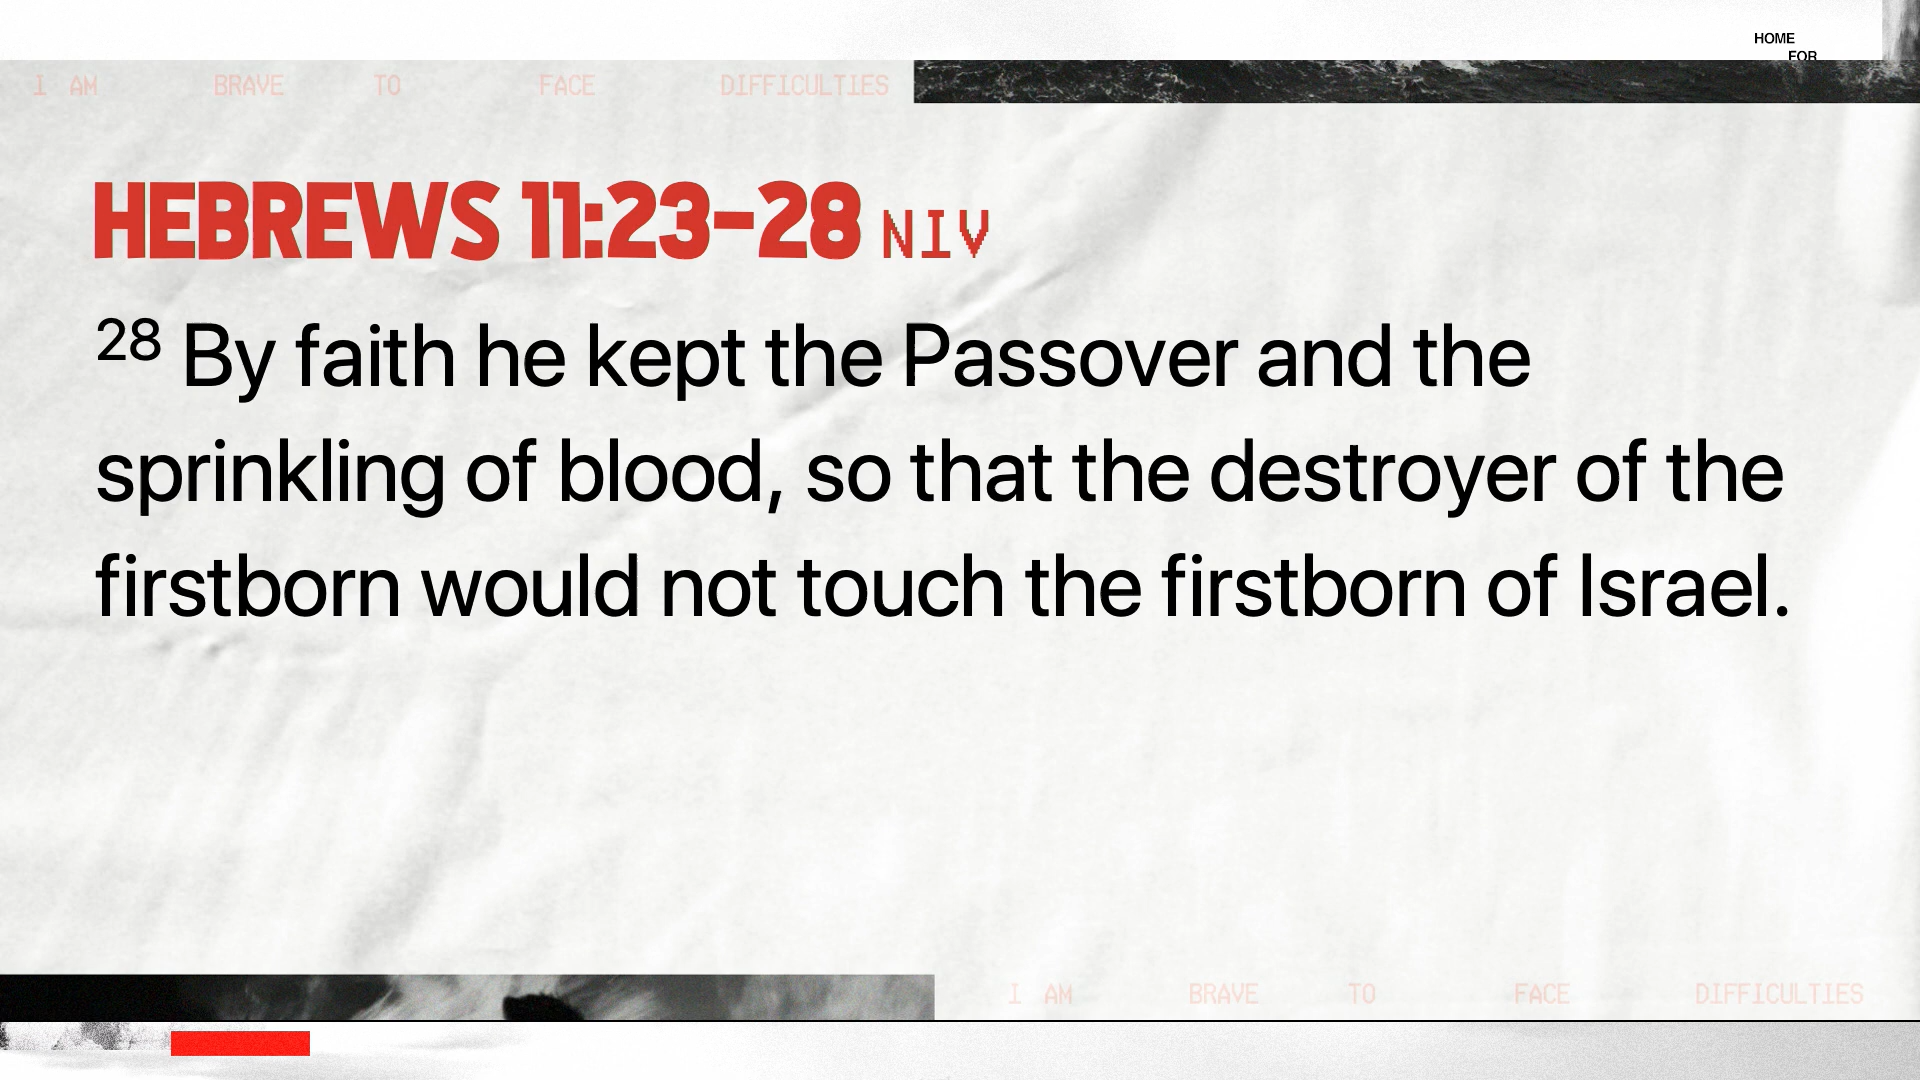 HOME
FOR
I AM BRAVE TO FACE DIFFICULTIES
HEBREWS 11:23-28 NIV
28 By faith he kept the Passover and the
sprinkling of blood, so that the destroyer of the
firstborn would not touch the firstborn of Israel.
I AM BRAVE TO FACE DIFFICULTIES